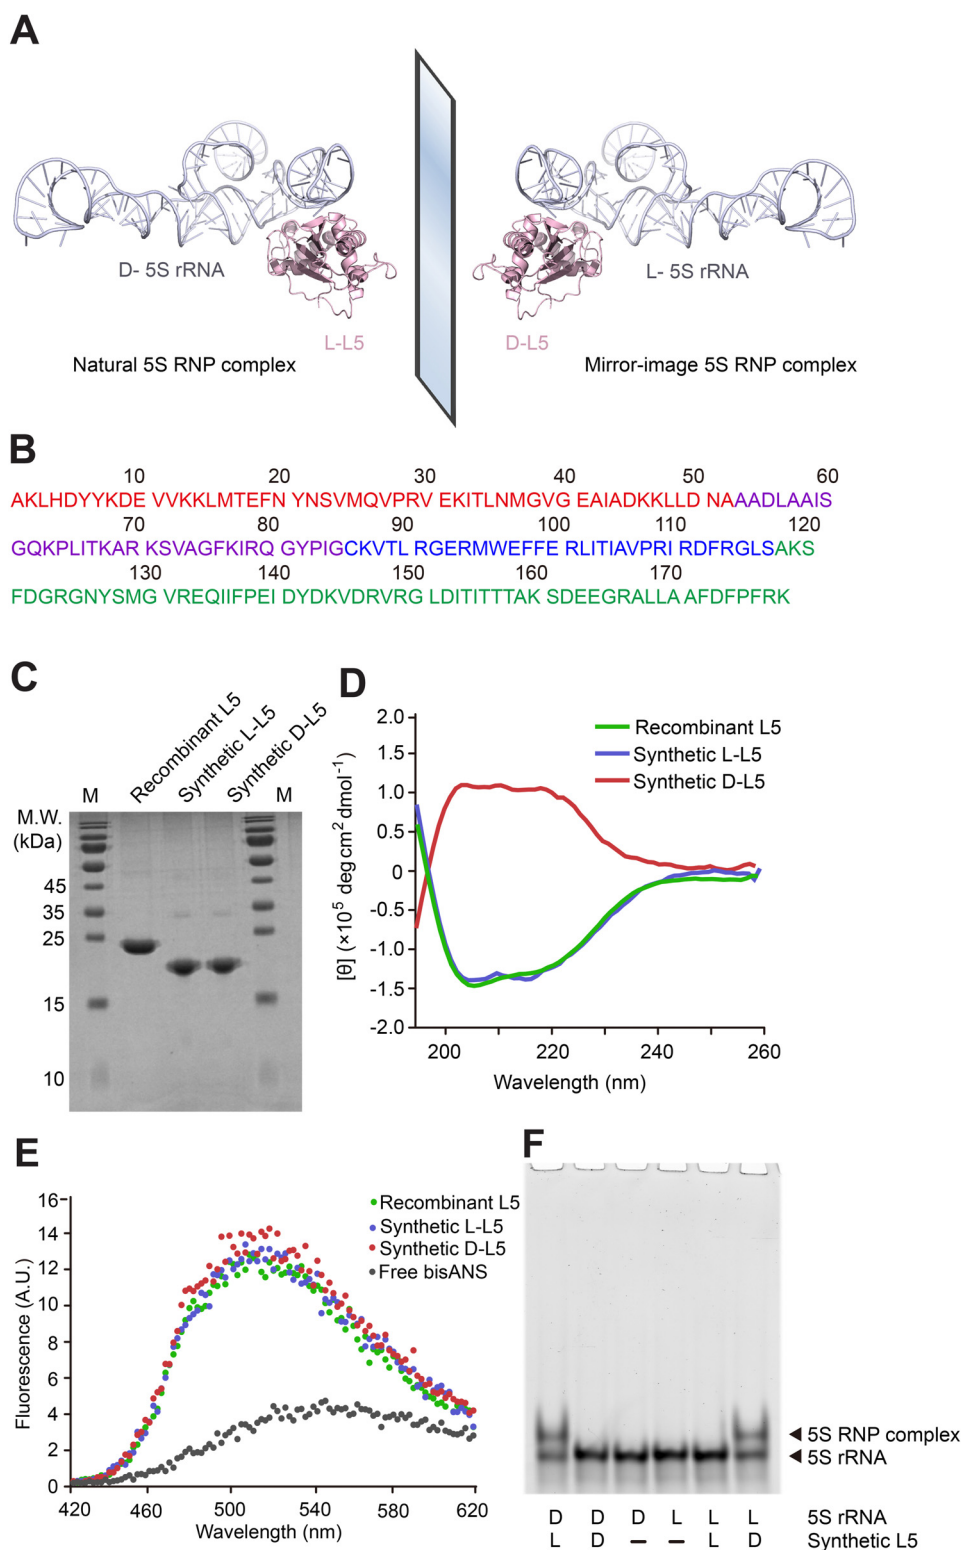 A
D- 5S rRNA
L- 5S rRNA
L-L5
D-L5
Natural 5S RNP complex
Mirror-image 5S RNP complex
B
10 20 30 40 50 60
AKLHDYYKDE VVKKLMTEFN YNSVMQVPRV EKITLNMGVG EAIADKKLLD NAAADLAAIS
70 80 90 100 110 120
GQKPLITKAR KSVAGFKIRQ GYPIGCKVTL RGERMWEFFE RLITIAVPRI RDFRGLSAKS
130 140 150 160 170
FDGRGNYSMG VREQIIFPEI DYDKVDRVRG LDITITTTAK SDEEGRALLA AFDFPFRK
C
M Recombinant L5 Synthetic L-L5 Synthetic D-L5 M
M.W.
(kDa)
45
35
25
15
10
D
2.0
1.5
1.0
0.5
0
-0.5
-1.0
-1.5
-2.0
[θ] (×10⁵ deg cm² dmol⁻¹)
Recombinant L5
Synthetic L-L5
Synthetic D-L5
200 220 240 260
Wavelength (nm)
E
16
14
12
10
8
6
4
2
0
Fluorescence (A.U.)
Recombinant L5
Synthetic L-L5
Synthetic D-L5
Free bisANS
420 460 500 540 580 620
Wavelength (nm)
F
5S RNP complex
5S rRNA
D D D L L L 5S rRNA
L D – – L D Synthetic L5